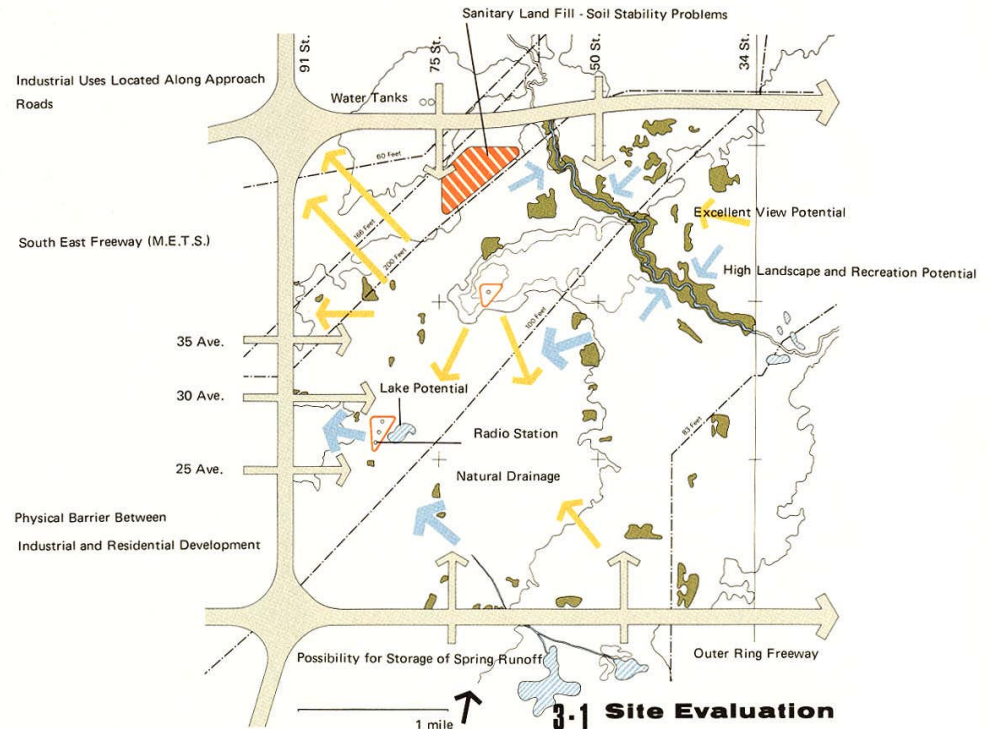 Sanitary Land Fill - Soil Stability Problems
91 St.
75 St.
50 St.
34 St.
Industrial Uses Located Along Approach
Roads
Water Tanks
60 Feet
Excellent View Potential
South East Freeway (M.E.T.S.)
166 Feet
200 Feet
High Landscape and Recreation Potential
100 Feet
35 Ave.
30 Ave.
Lake Potential
83 Feet
Radio Station
25 Ave.
Natural Drainage
Physical Barrier Between
Industrial and Residential Development
Possibility for Storage of Spring Runoff
Outer Ring Freeway
1 mile
3-1 Site Evaluation